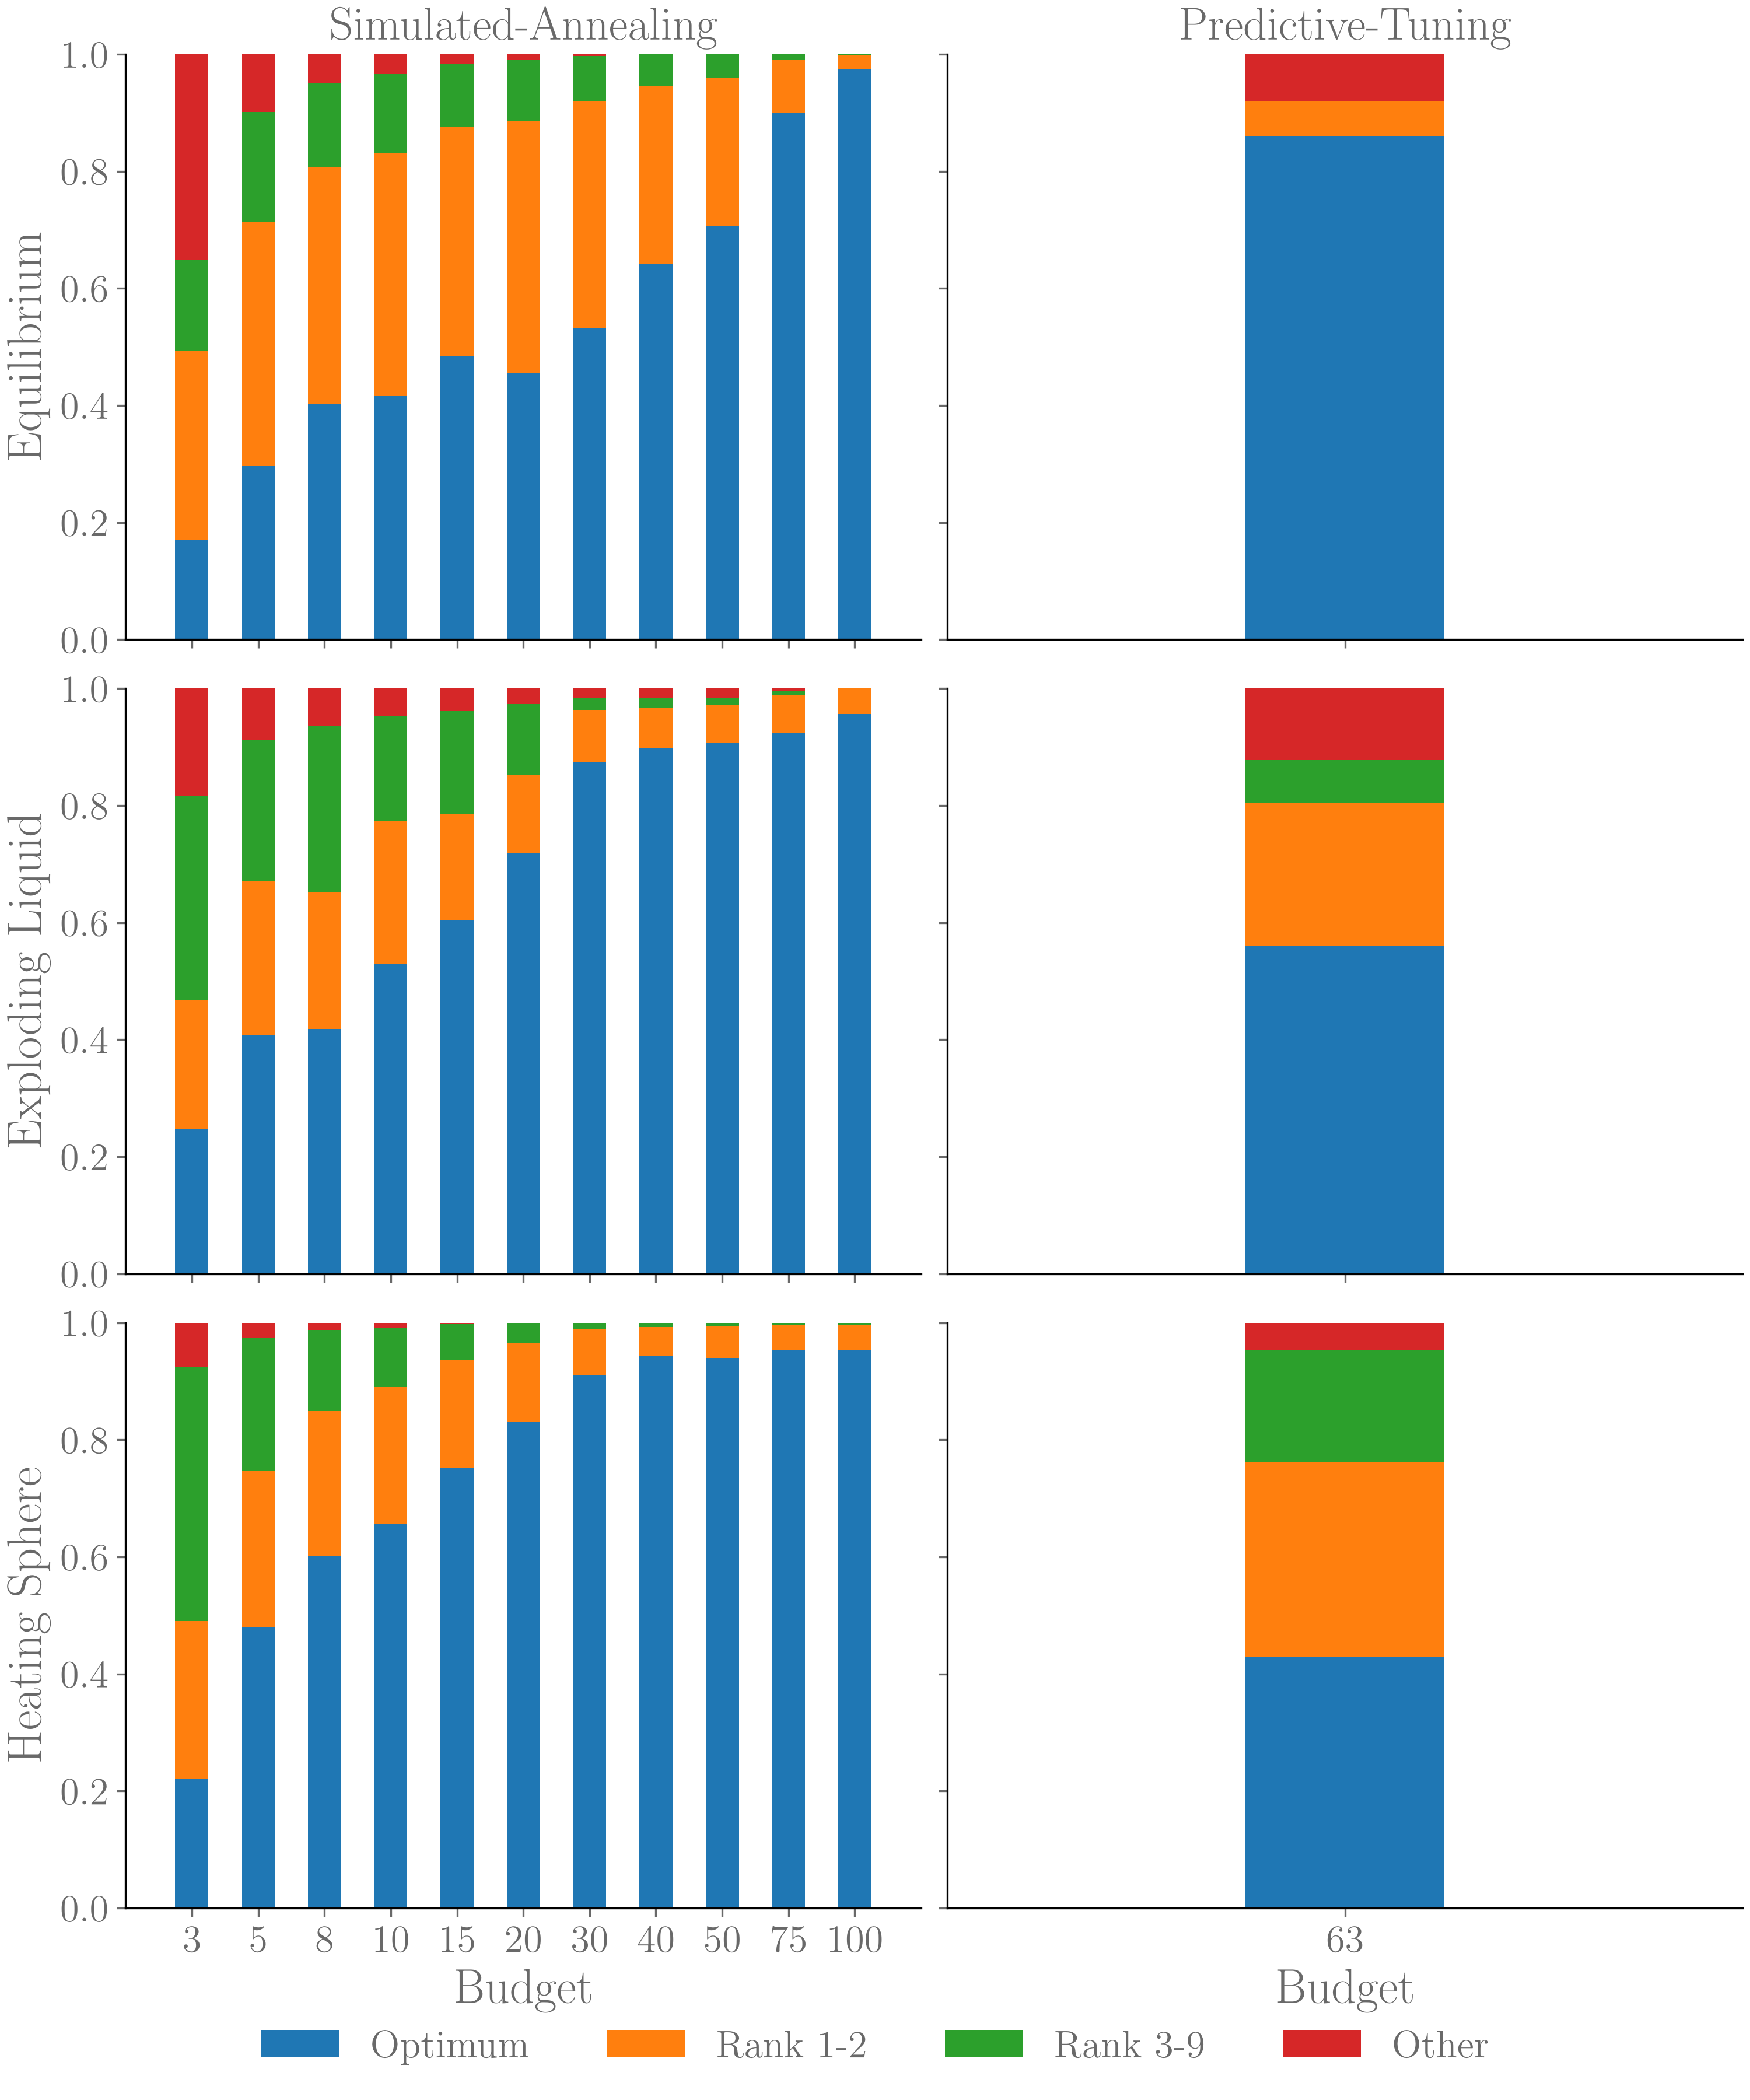 Simulated-Annealing
Predictive-Tuning
Equilibrium
1.0
0.8
0.6
0.4
0.2
0.0
Exploding Liquid
1.0
0.8
0.6
0.4
0.2
0.0
Heating Sphere
1.0
0.8
0.6
0.4
0.2
0.0
3 5 8 10 15 20 30 40 50 75 100
63
Budget
Budget
Optimum
Rank 1-2
Rank 3-9
Other